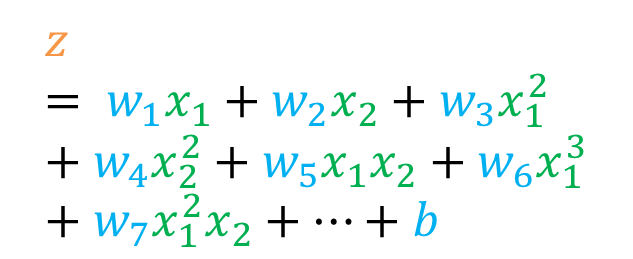 z
= w₁x₁ + w₂x₂ + w₃x₁²
+ w₄x₂² + w₅x₁x₂ + w₆x₁³
+ w₇x₁²x₂ + ⋯ + b